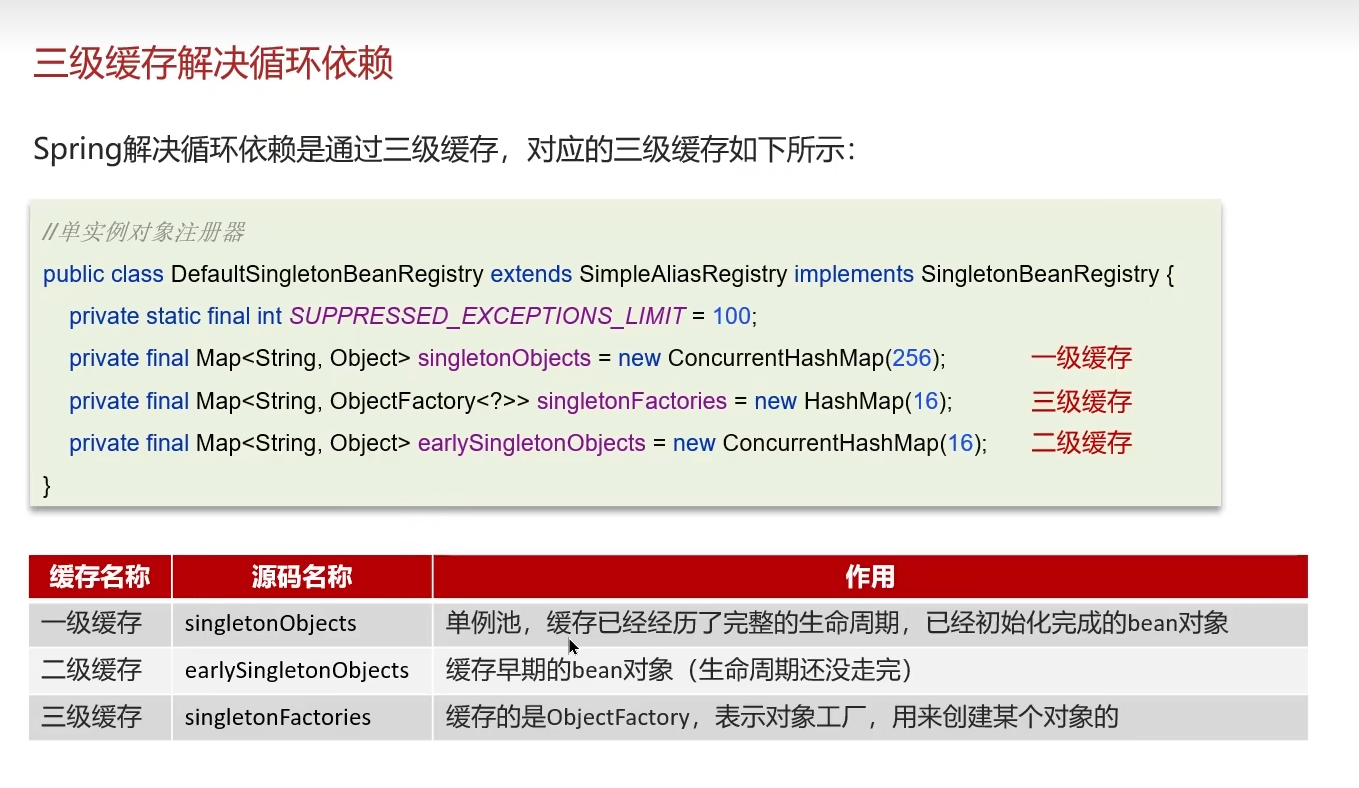 三级缓存解决循环依赖
Spring解决循环依赖是通过三级缓存，对应的三级缓存如下所示：
//单实例对象注册器
public class DefaultSingletonBeanRegistry extends SimpleAliasRegistry implements SingletonBeanRegistry {
private static final int SUPPRESSED_EXCEPTIONS_LIMIT = 100;
private final Map<String, Object> singletonObjects = new ConcurrentHashMap(256); 一级缓存
private final Map<String, ObjectFactory<?>> singletonFactories = new HashMap(16); 三级缓存
private final Map<String, Object> earlySingletonObjects = new ConcurrentHashMap(16); 二级缓存
}
缓存名称 源码名称 作用
一级缓存 singletonObjects 单例池，缓存已经经历了完整的生命周期，已经初始化完成的bean对象
二级缓存 earlySingletonObjects 缓存早期的bean对象（生命周期还没走完）
三级缓存 singletonFactories 缓存的是ObjectFactory，表示对象工厂，用来创建某个对象的